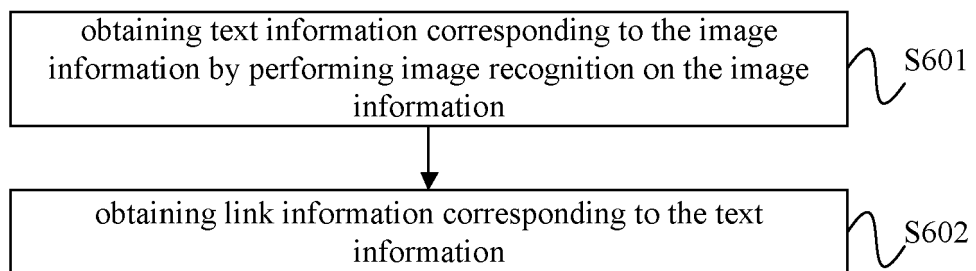 obtaining text information corresponding to the image
information by performing image recognition on the image
information
S601
obtaining link information corresponding to the text
information
S602